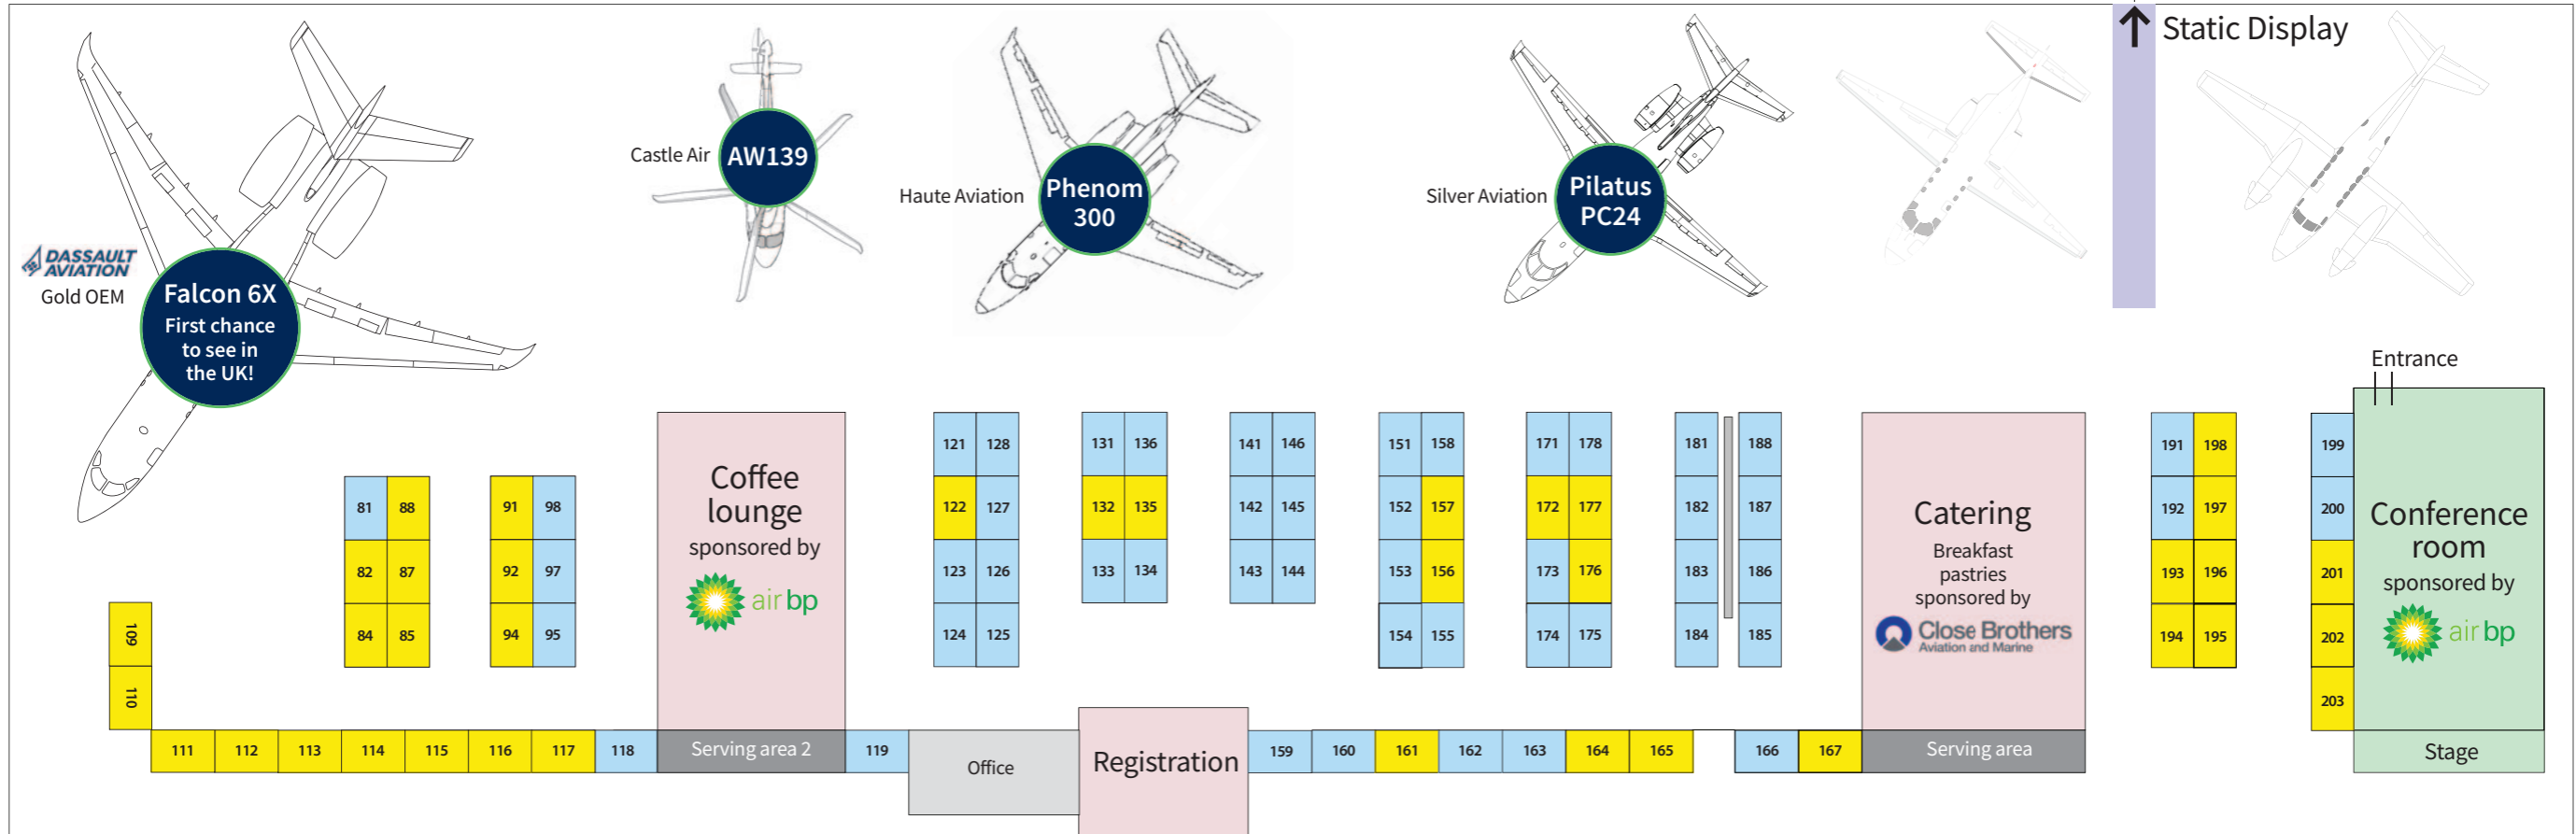 Static Display
Castle Air
AW139
Haute Aviation
Phenom
300
Silver Aviation
Pilatus
PC24
DASSAULT
AVIATION
Gold OEM
Falcon 6X
First chance
to see in
the UK!
Entrance
Coffee
lounge
sponsored by
air bp
Catering
Breakfast
pastries
sponsored by
Close Brothers
Aviation and Marine
Conference
room
sponsored by
air bp
81 88
82 87
84 85
91 98
92 97
94 95
121 128
122 127
123 126
124 125
131 136
132 135
133 134
141 146
142 145
143 144
151 158
152 157
153 156
154 155
171 178
172 177
173 176
174 175
181 188
182 187
183 186
184 185
191 198
192 197
193 196
194 195
199
200
201
202
203
109
110
111 112 113 114 115 116 117 118
Serving area 2
119
Office
Registration
159 160 161 162 163 164 165 166 167
Serving area
Stage